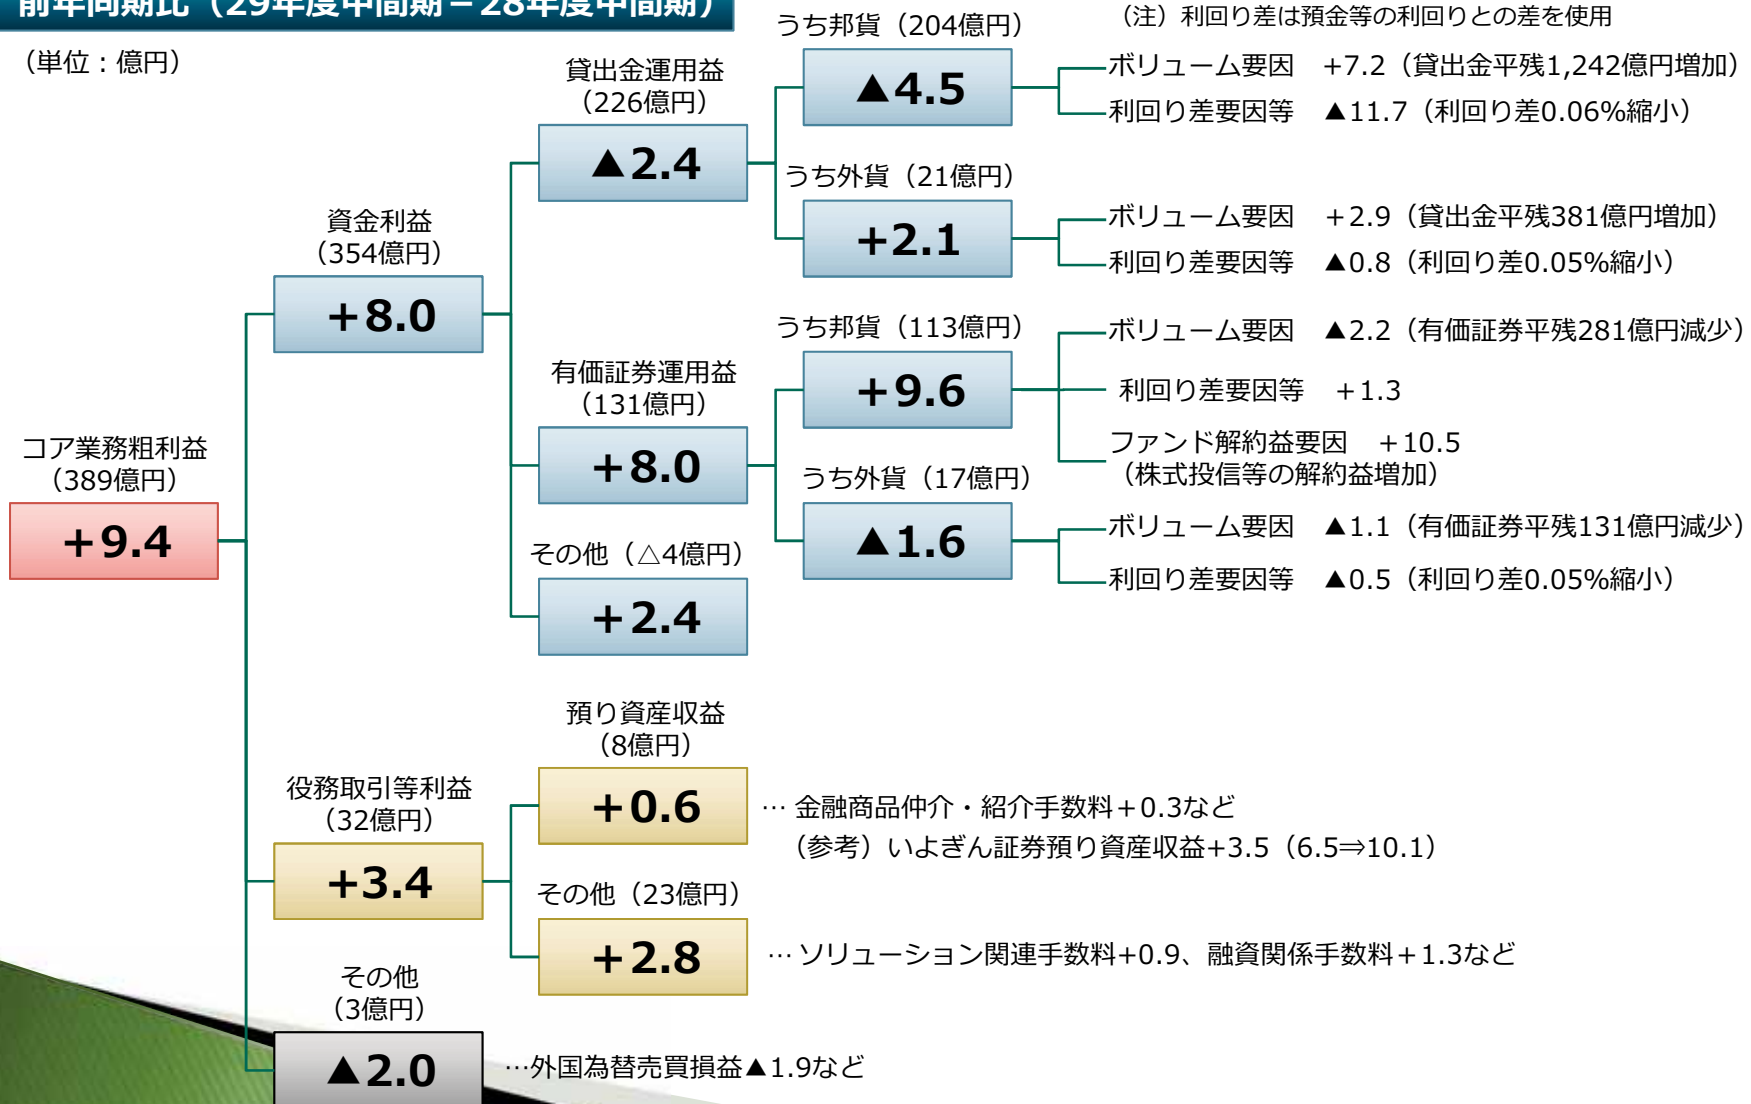 前年同期比（29年度中間期－28年度中間期）
（単位：億円）
（注）利回り差は預金等の利回りとの差を使用
コア業務粗利益
（389億円）
＋9.4
資金利益
（354億円）
＋8.0
貸出金運用益
（226億円）
▲2.4
うち邦貨（204億円）
▲4.5
ボリューム要因　+7.2（貸出金平残1,242億円増加）
利回り差要因等　▲11.7（利回り差0.06%縮小）
うち外貨（21億円）
+2.1
ボリューム要因　＋2.9（貸出金平残381億円増加）
利回り差要因等　▲0.8（利回り差0.05%縮小）
有価証券運用益
（131億円）
＋8.0
うち邦貨（113億円）
＋9.6
ボリューム要因　▲2.2（有価証券平残281億円減少）
利回り差要因等　＋1.3
ファンド解約益要因　＋10.5
（株式投信等の解約益増加）
うち外貨（17億円）
▲1.6
ボリューム要因　▲1.1（有価証券平残131億円減少）
利回り差要因等　▲0.5（利回り差0.05%縮小）
その他（△4億円）
＋2.4
役務取引等利益
（32億円）
+3.4
預り資産収益
（8億円）
＋0.6
… 金融商品仲介・紹介手数料＋0.3など
（参考）いよぎん証券預り資産収益+3.5（6.5⇒10.1）
その他（23億円）
＋2.8
… ソリューション関連手数料+0.9、融資関係手数料＋1.3など
その他
（3億円）
▲2.0
…外国為替売買損益▲1.9など